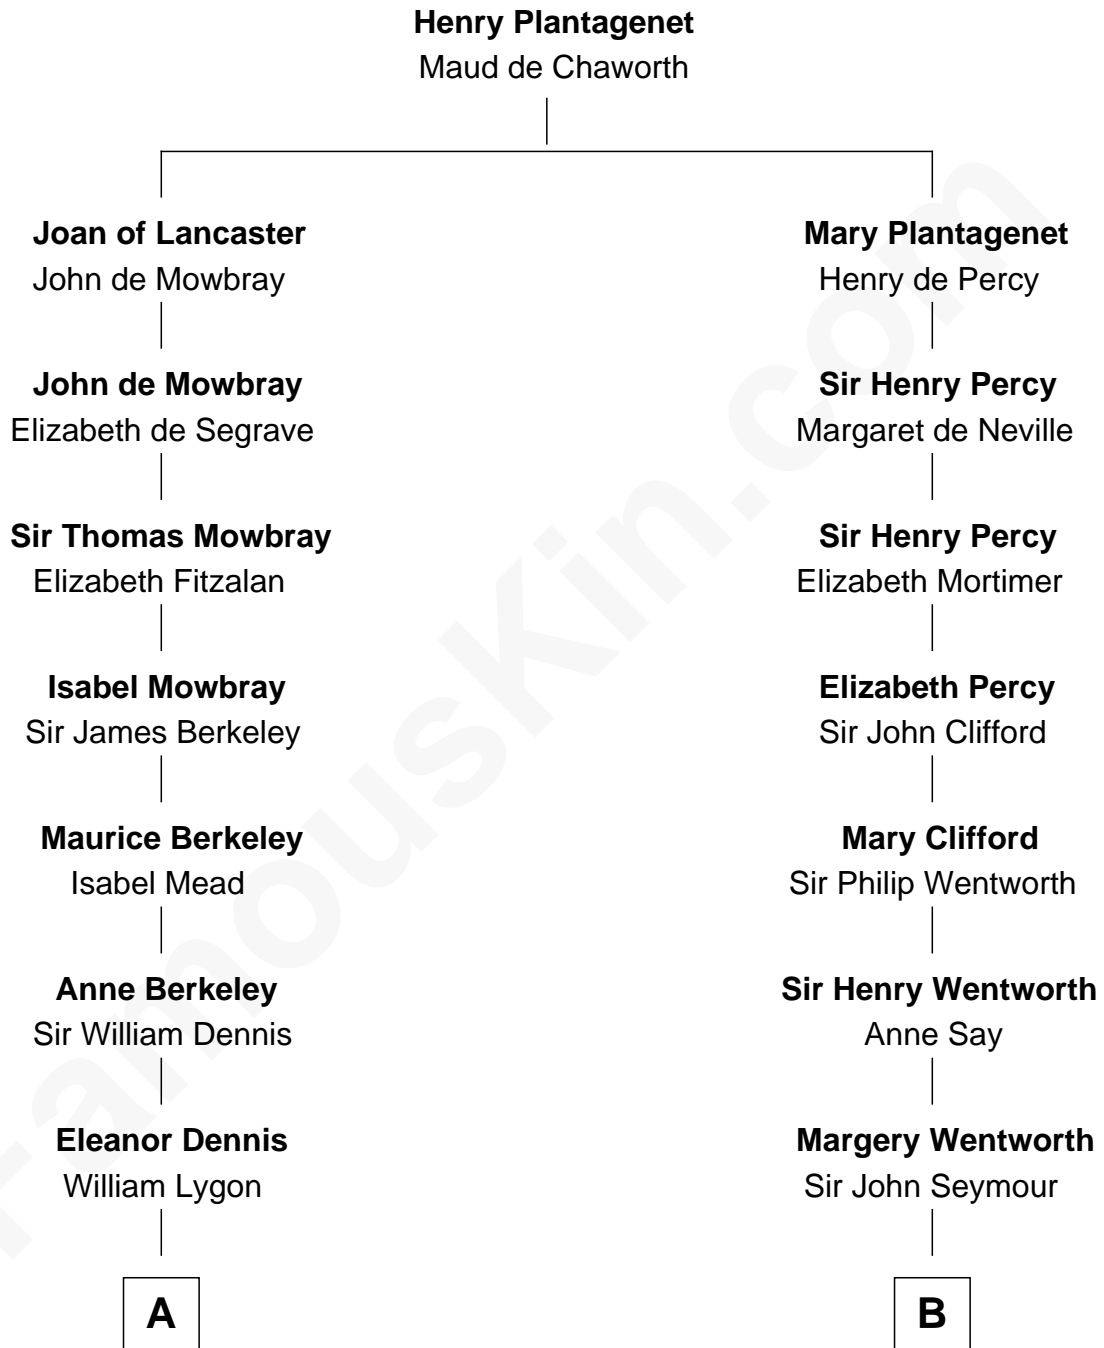 Henry Plantagenet
Maud de Chaworth
Joan of Lancaster
John de Mowbray
Mary Plantagenet
Henry de Percy
John de Mowbray
Elizabeth de Segrave
Sir Henry Percy
Margaret de Neville
Sir Thomas Mowbray
Elizabeth Fitzalan
Sir Henry Percy
Elizabeth Mortimer
Isabel Mowbray
Sir James Berkeley
Elizabeth Percy
Sir John Clifford
Maurice Berkeley
Isabel Mead
Mary Clifford
Sir Philip Wentworth
Anne Berkeley
Sir William Dennis
Sir Henry Wentworth
Anne Say
Eleanor Dennis
William Lygon
Margery Wentworth
Sir John Seymour
A
B
FamousKin.com